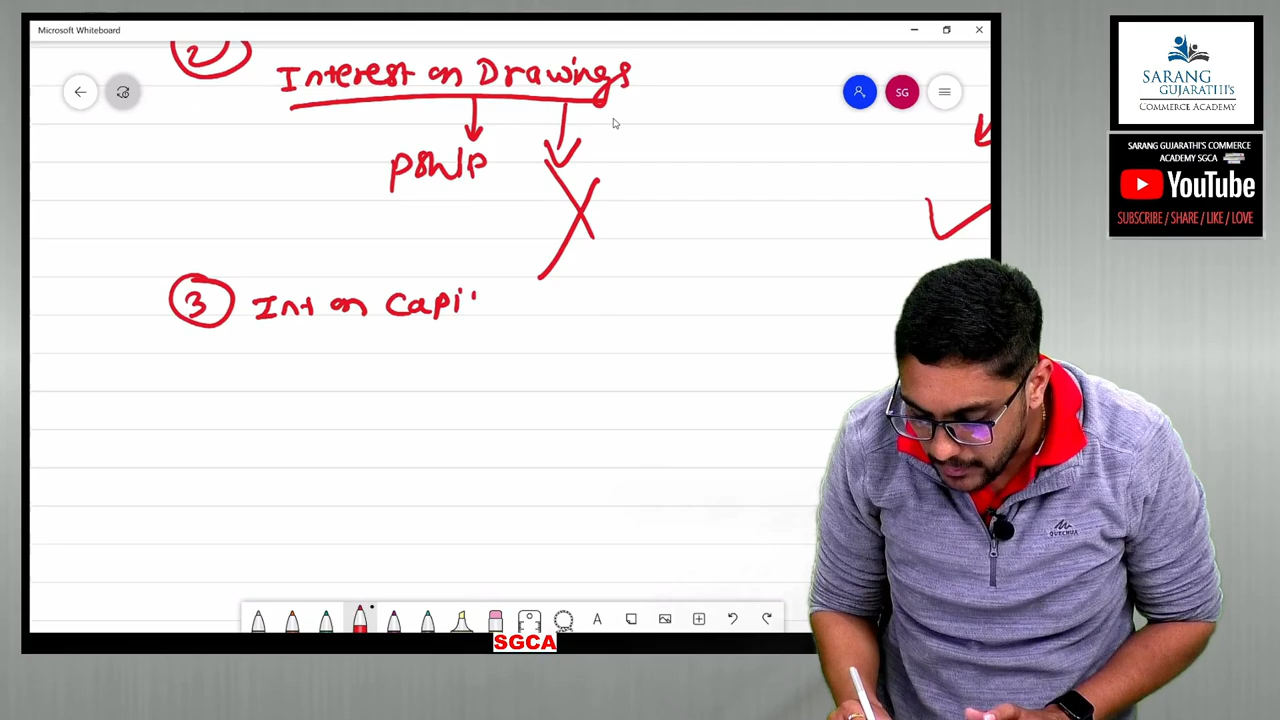 Microsoft Whiteboard
2
Interest on Drawings
3 Int on Capi
SG
A
SGCA
SARANG
GUJARATHI'S
COMMERCE ACADEMY
SARANG GUJARATHI'S COMMERCE
ACADEMY SGCA
YouTube
SUBSCRIBE / SHARE / LIKE / LOVE
QUECHUA